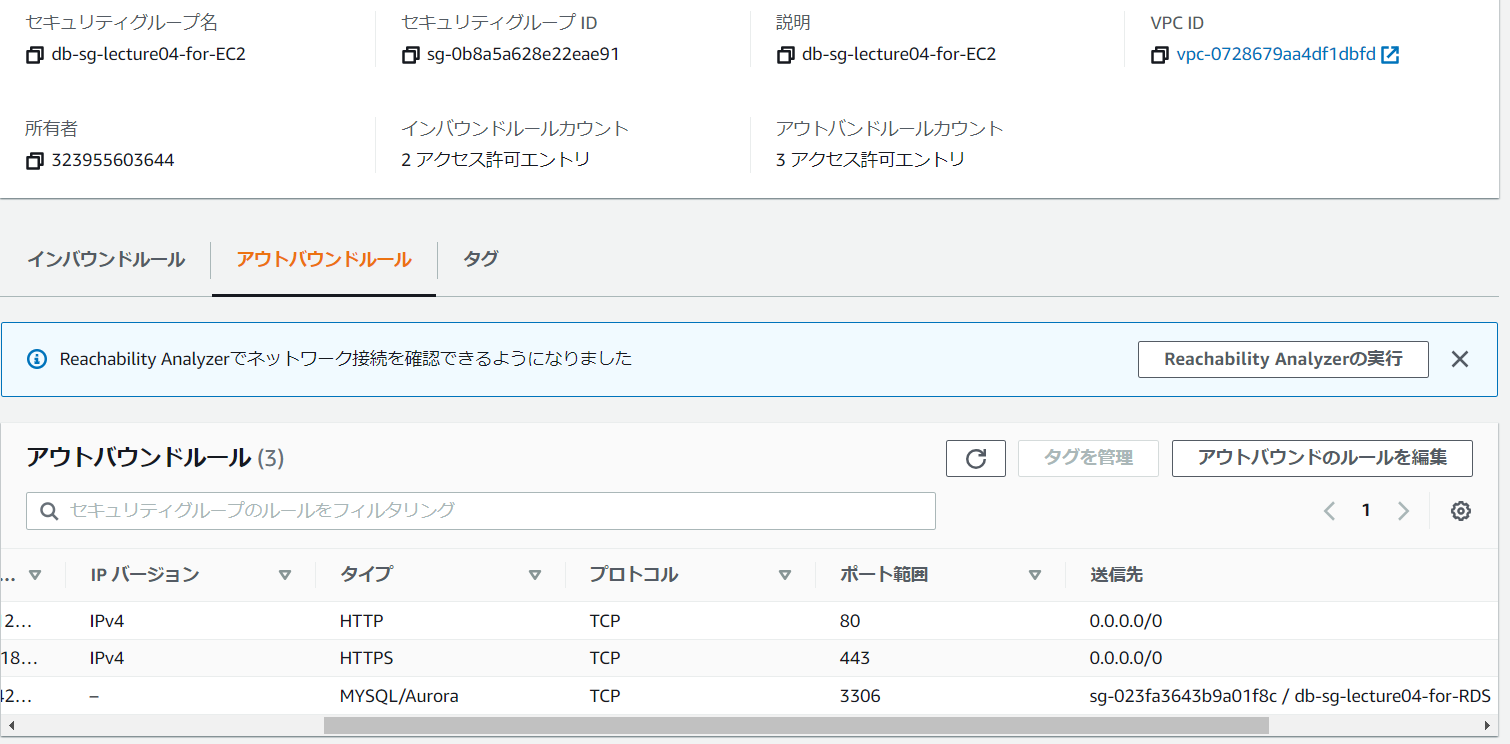 セキュリティグループ名 セキュリティグループ ID 説明 VPC ID
db-sg-lecture04-for-EC2 sg-0b8a5a628e22eae91 db-sg-lecture04-for-EC2 vpc-0728679aa4df1dbfd
所有者 インバウンドルールカウント アウトバンドルールカウント
323955603644 2 アクセス許可エントリ 3 アクセス許可エントリ
インバウンドルール アウトバウンドルール タグ
Reachability Analyzerでネットワーク接続を確認できるようになりました Reachability Analyzerの実行
アウトバウンドルール (3) タグを管理 アウトバウンドのルールを編集
セキュリティグループのルールをフィルタリング 1
... IP バージョン タイプ プロトコル ポート範囲 送信先
2... IPv4 HTTP TCP 80 0.0.0.0/0
18... IPv4 HTTPS TCP 443 0.0.0.0/0
42... – MYSQL/Aurora TCP 3306 sg-023fa3643b9a01f8c / db-sg-lecture04-for-RDS